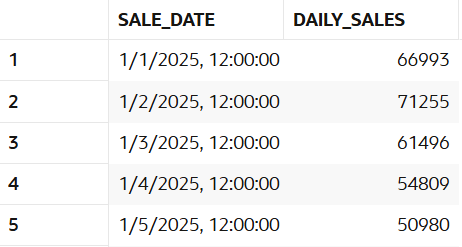 SALE_DATE DAILY_SALES
1 1/1/2025, 12:00:00 66993
2 1/2/2025, 12:00:00 71255
3 1/3/2025, 12:00:00 61496
4 1/4/2025, 12:00:00 54809
5 1/5/2025, 12:00:00 50980